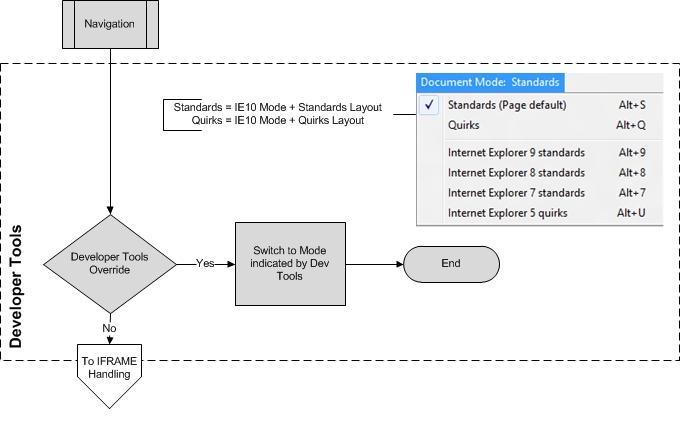 Navigation
Developer Tools
Standards = IE10 Mode + Standards Layout
Quirks = IE10 Mode + Quirks Layout
Document Mode: Standards
Standards (Page default) Alt+S
Quirks Alt+Q
Internet Explorer 9 standards Alt+9
Internet Explorer 8 standards Alt+8
Internet Explorer 7 standards Alt+7
Internet Explorer 5 quirks Alt+U
Developer Tools
Override
Yes
Switch to Mode
indicated by Dev
Tools
End
No
To IFRAME
Handling